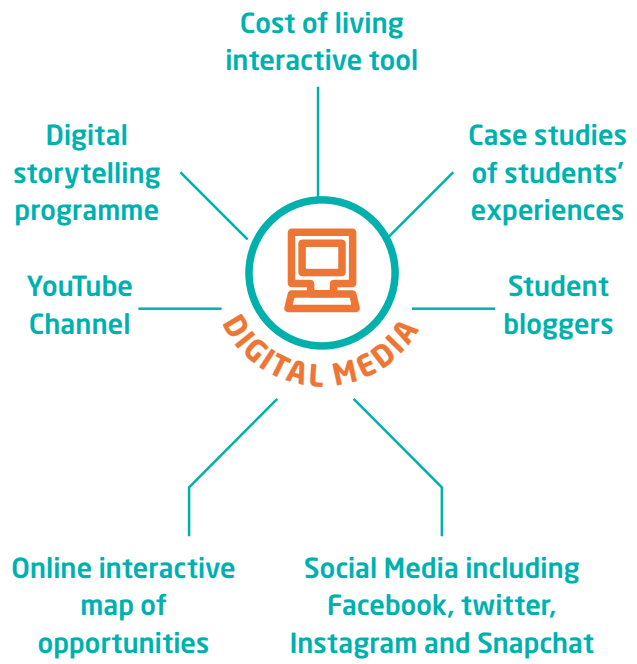 Cost of living
interactive tool
Digital
storytelling
programme
Case studies
of students'
experiences
YouTube
Channel
Student
bloggers
DIGITAL MEDIA
Online interactive
map of
opportunities
Social Media including
Facebook, twitter,
Instagram and Snapchat